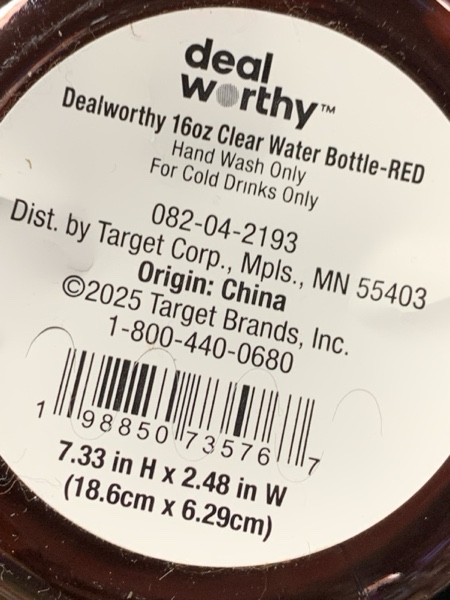 deal
worthy™
Dealworthy 16oz Clear Water Bottle-RED
Hand Wash Only
For Cold Drinks Only
082-04-2193
Dist. by Target Corp., Mpls., MN 55403
Origin: China
©2025 Target Brands, Inc.
1-800-440-0680
1 98850 73576 7
7.33 in H x 2.48 in W
(18.6cm x 6.29cm)